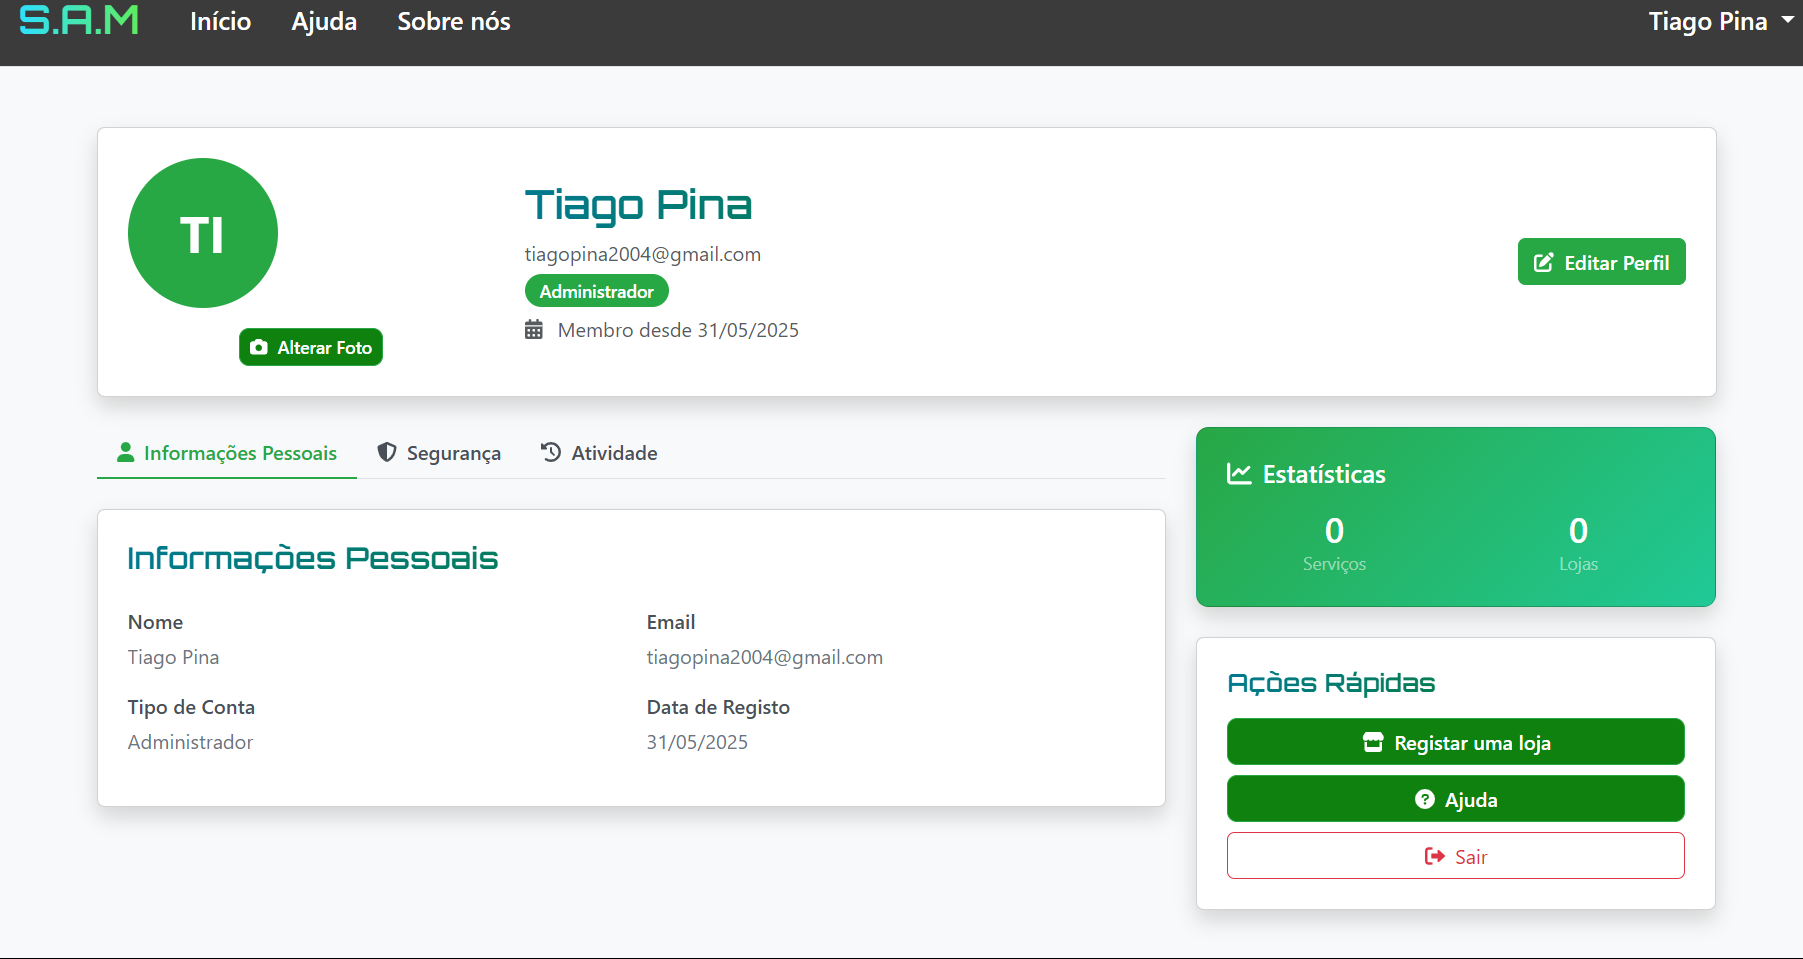 S.A.M Início Ajuda Sobre nós Tiago Pina
TI
Alterar Foto
Tiago Pina
tiagopina2004@gmail.com
Administrador
Membro desde 31/05/2025
Editar Perfil
Informações Pessoais Segurança Atividade
Informações Pessoais
Nome
Tiago Pina
Email
tiagopina2004@gmail.com
Tipo de Conta
Administrador
Data de Registo
31/05/2025
Estatísticas
0
Serviços
0
Lojas
Ações Rápidas
Registar uma loja
Ajuda
Sair